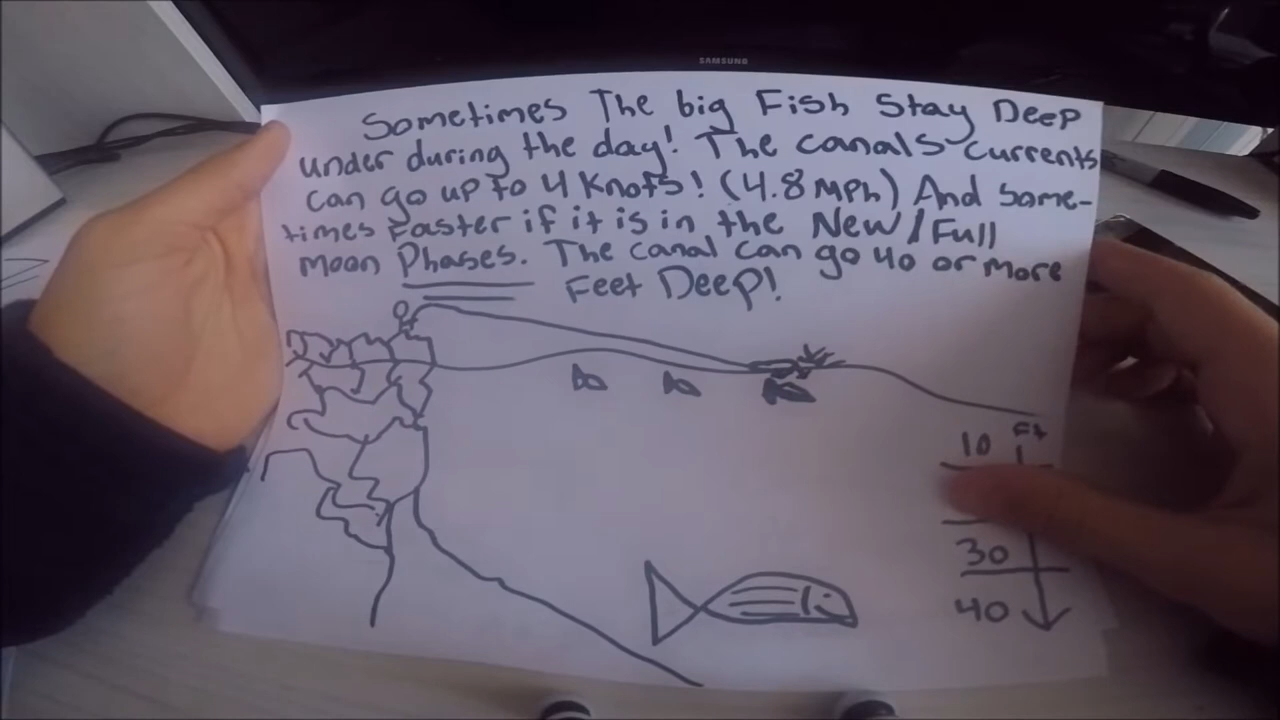 SAMSUNG
Sometimes The big Fish Stay Deep
under during the day! The canals currents
can go up to 4 Knots! (4.8 MPh) And Some-
times Faster if it is in the New/Full
Moon Phases. The canal can go 40 or more
Feet Deep!
Ft
10
30
40